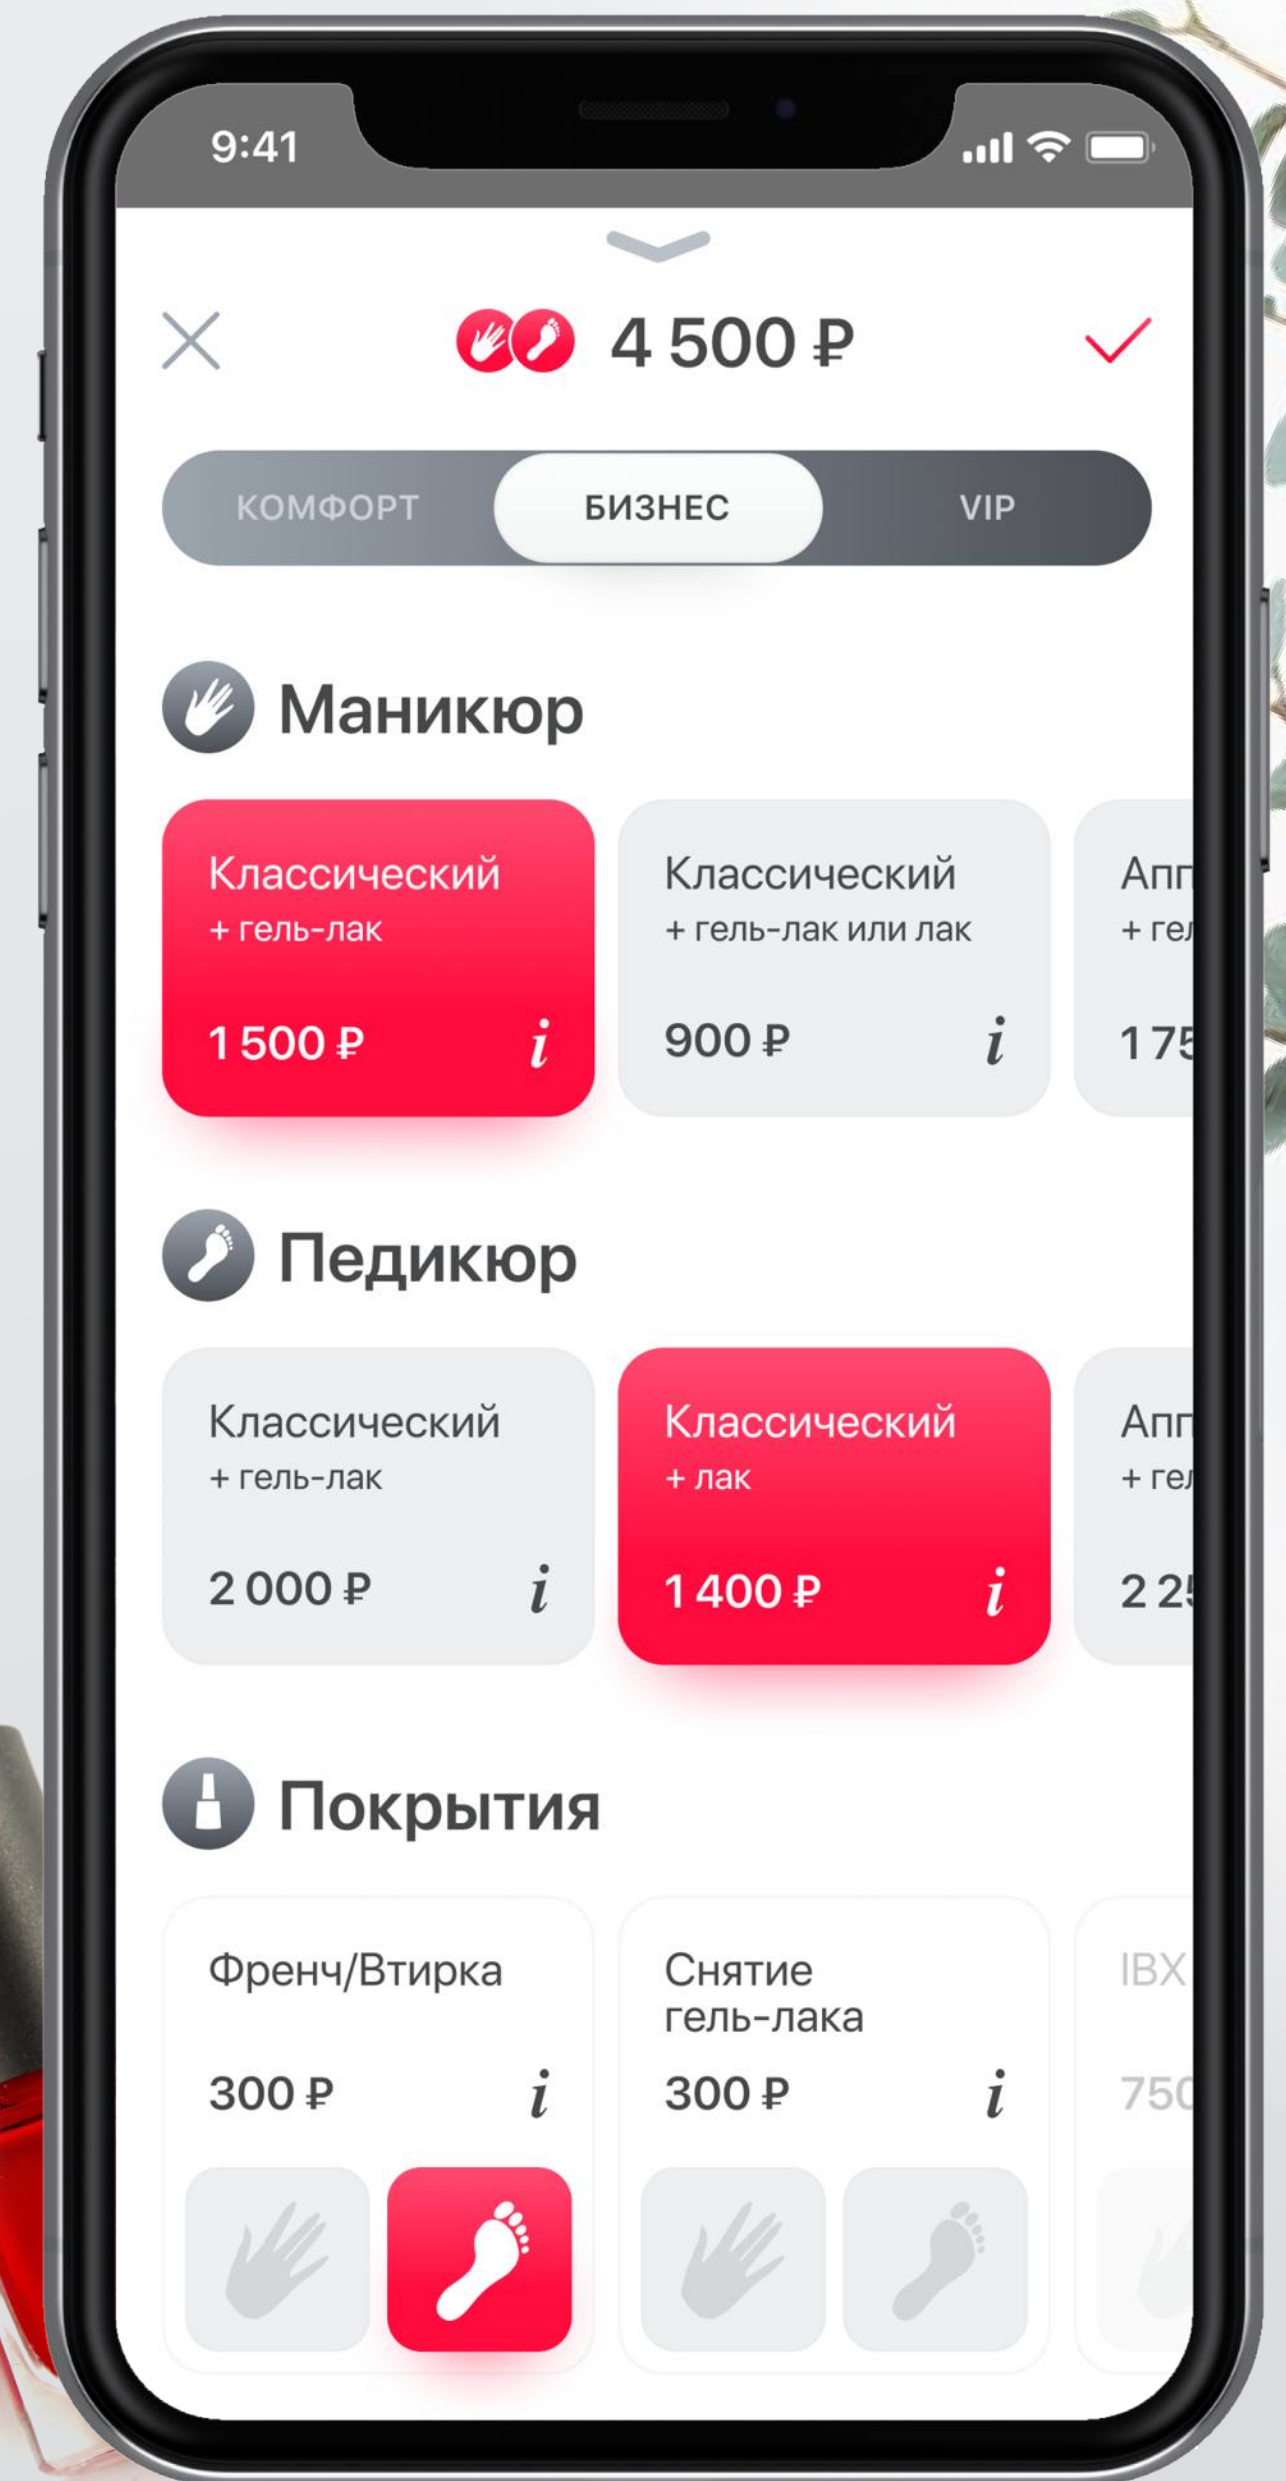 9:41
4 500 ₽
КОМФОРТ
БИЗНЕС
VIP
Маникюр
Классический
+ гель-лак
1 500 ₽
i
Классический
+ гель-лак или лак
900 ₽
i
Педикюр
Классический
+ гель-лак
2 000 ₽
i
Классический
+ лак
1 400 ₽
i
Покрытия
Френч/Втирка
300 ₽
i
Снятие
гель-лака
300 ₽
i
IBX